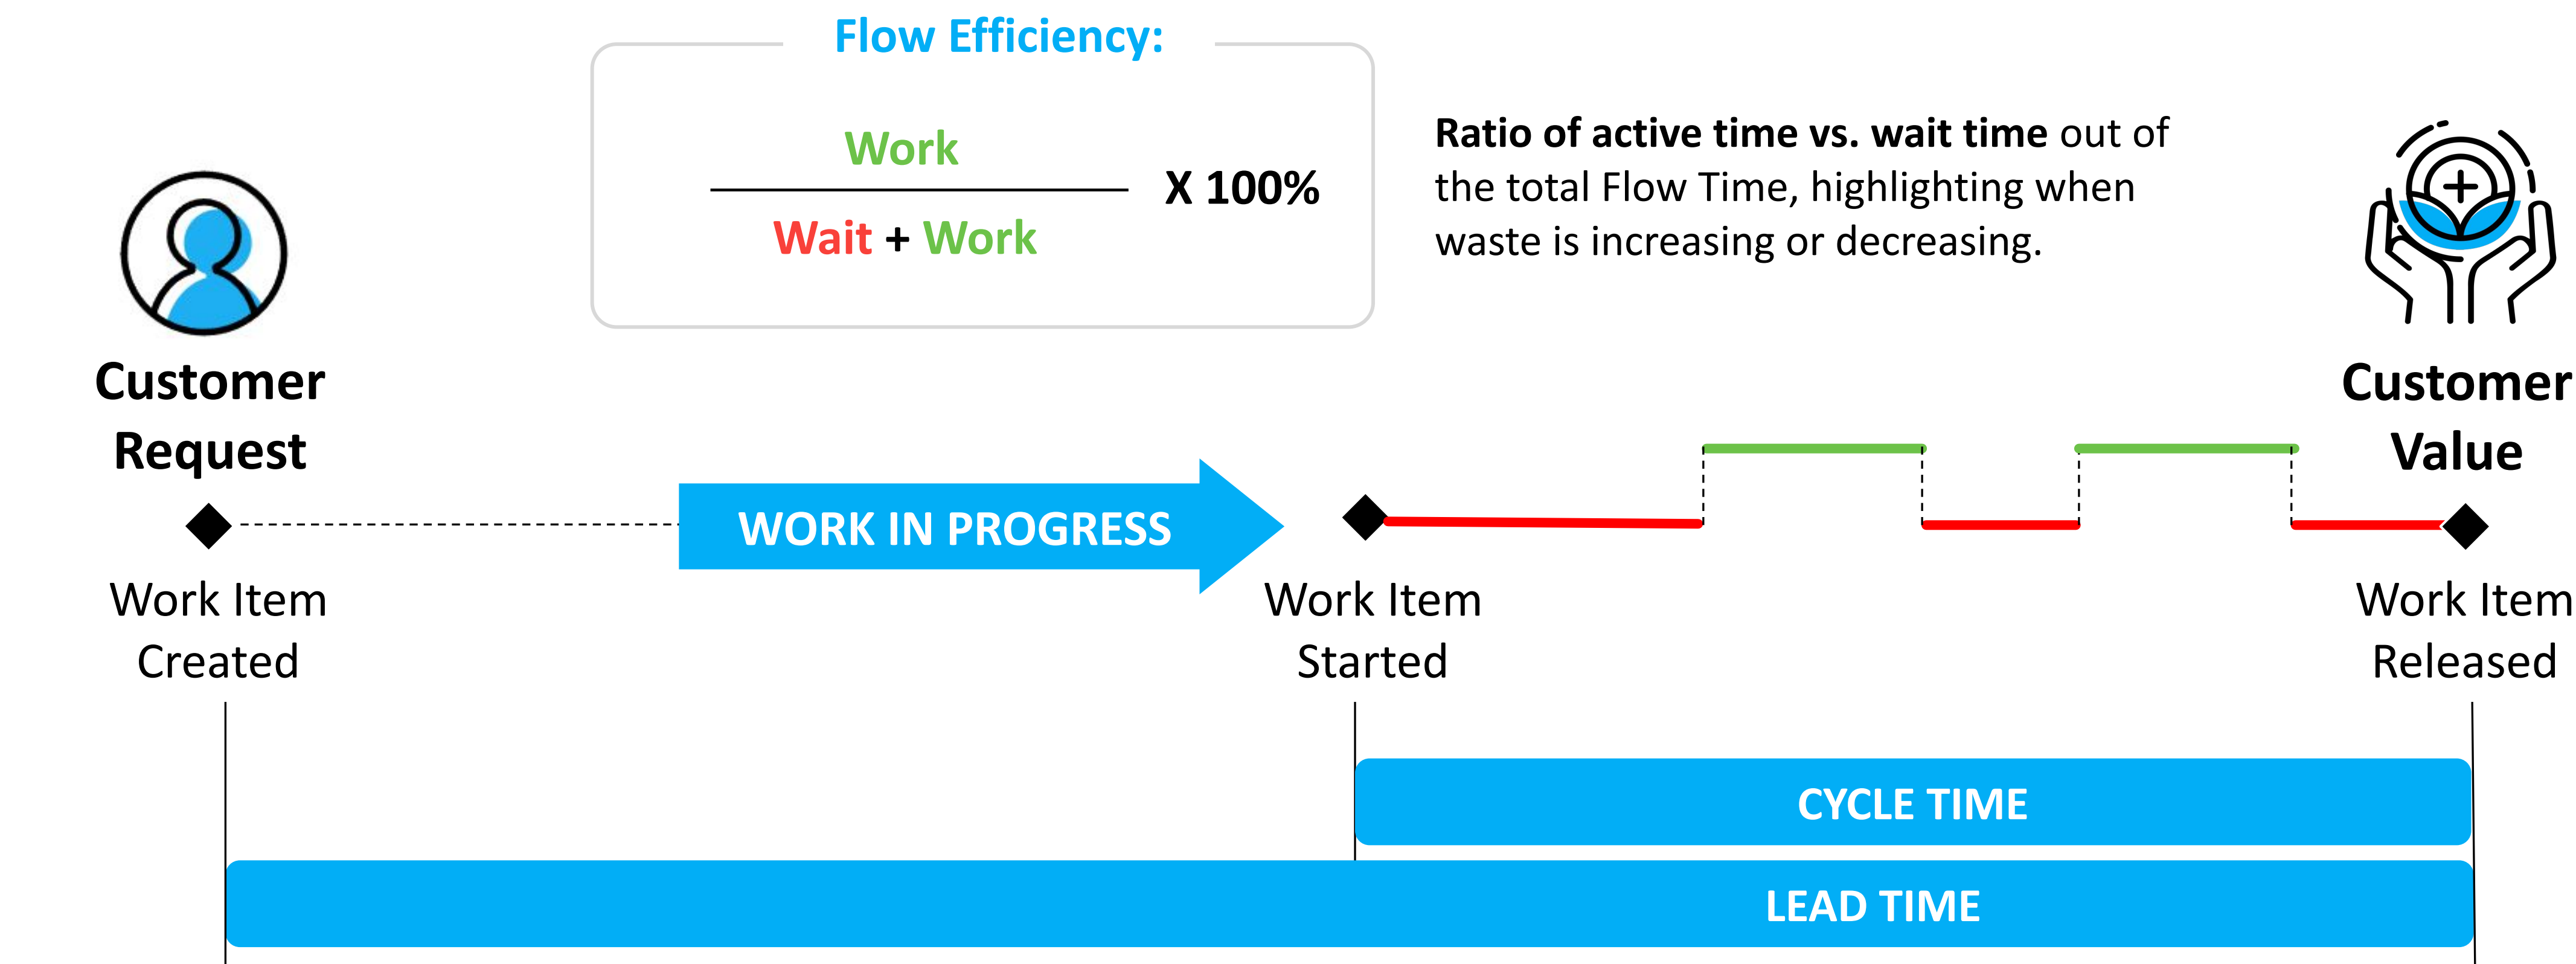 Flow Efficiency:
Work
Wait + Work
X 100%
Ratio of active time vs. wait time out of
the total Flow Time, highlighting when
waste is increasing or decreasing.
Customer
Request
Customer
Value
WORK IN PROGRESS
Work Item
Created
Work Item
Started
Work Item
Released
CYCLE TIME
LEAD TIME